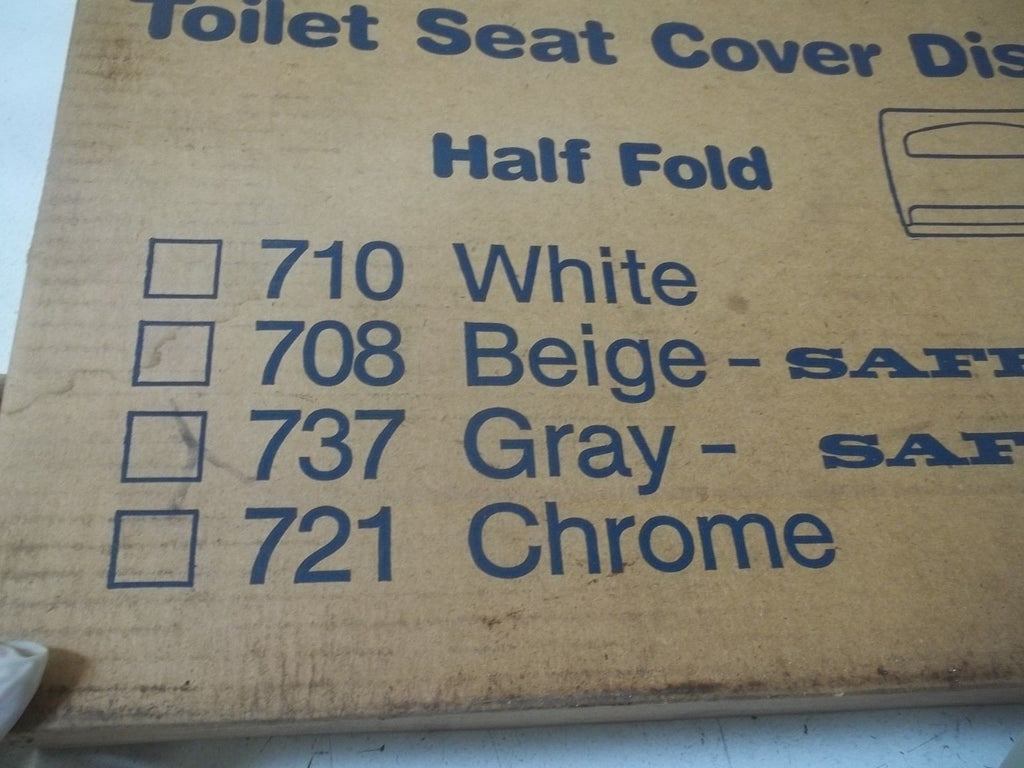 Toilet Seat Cover
Half Fold
710 White
708 Beige -
737 Gray -
721 Chrome